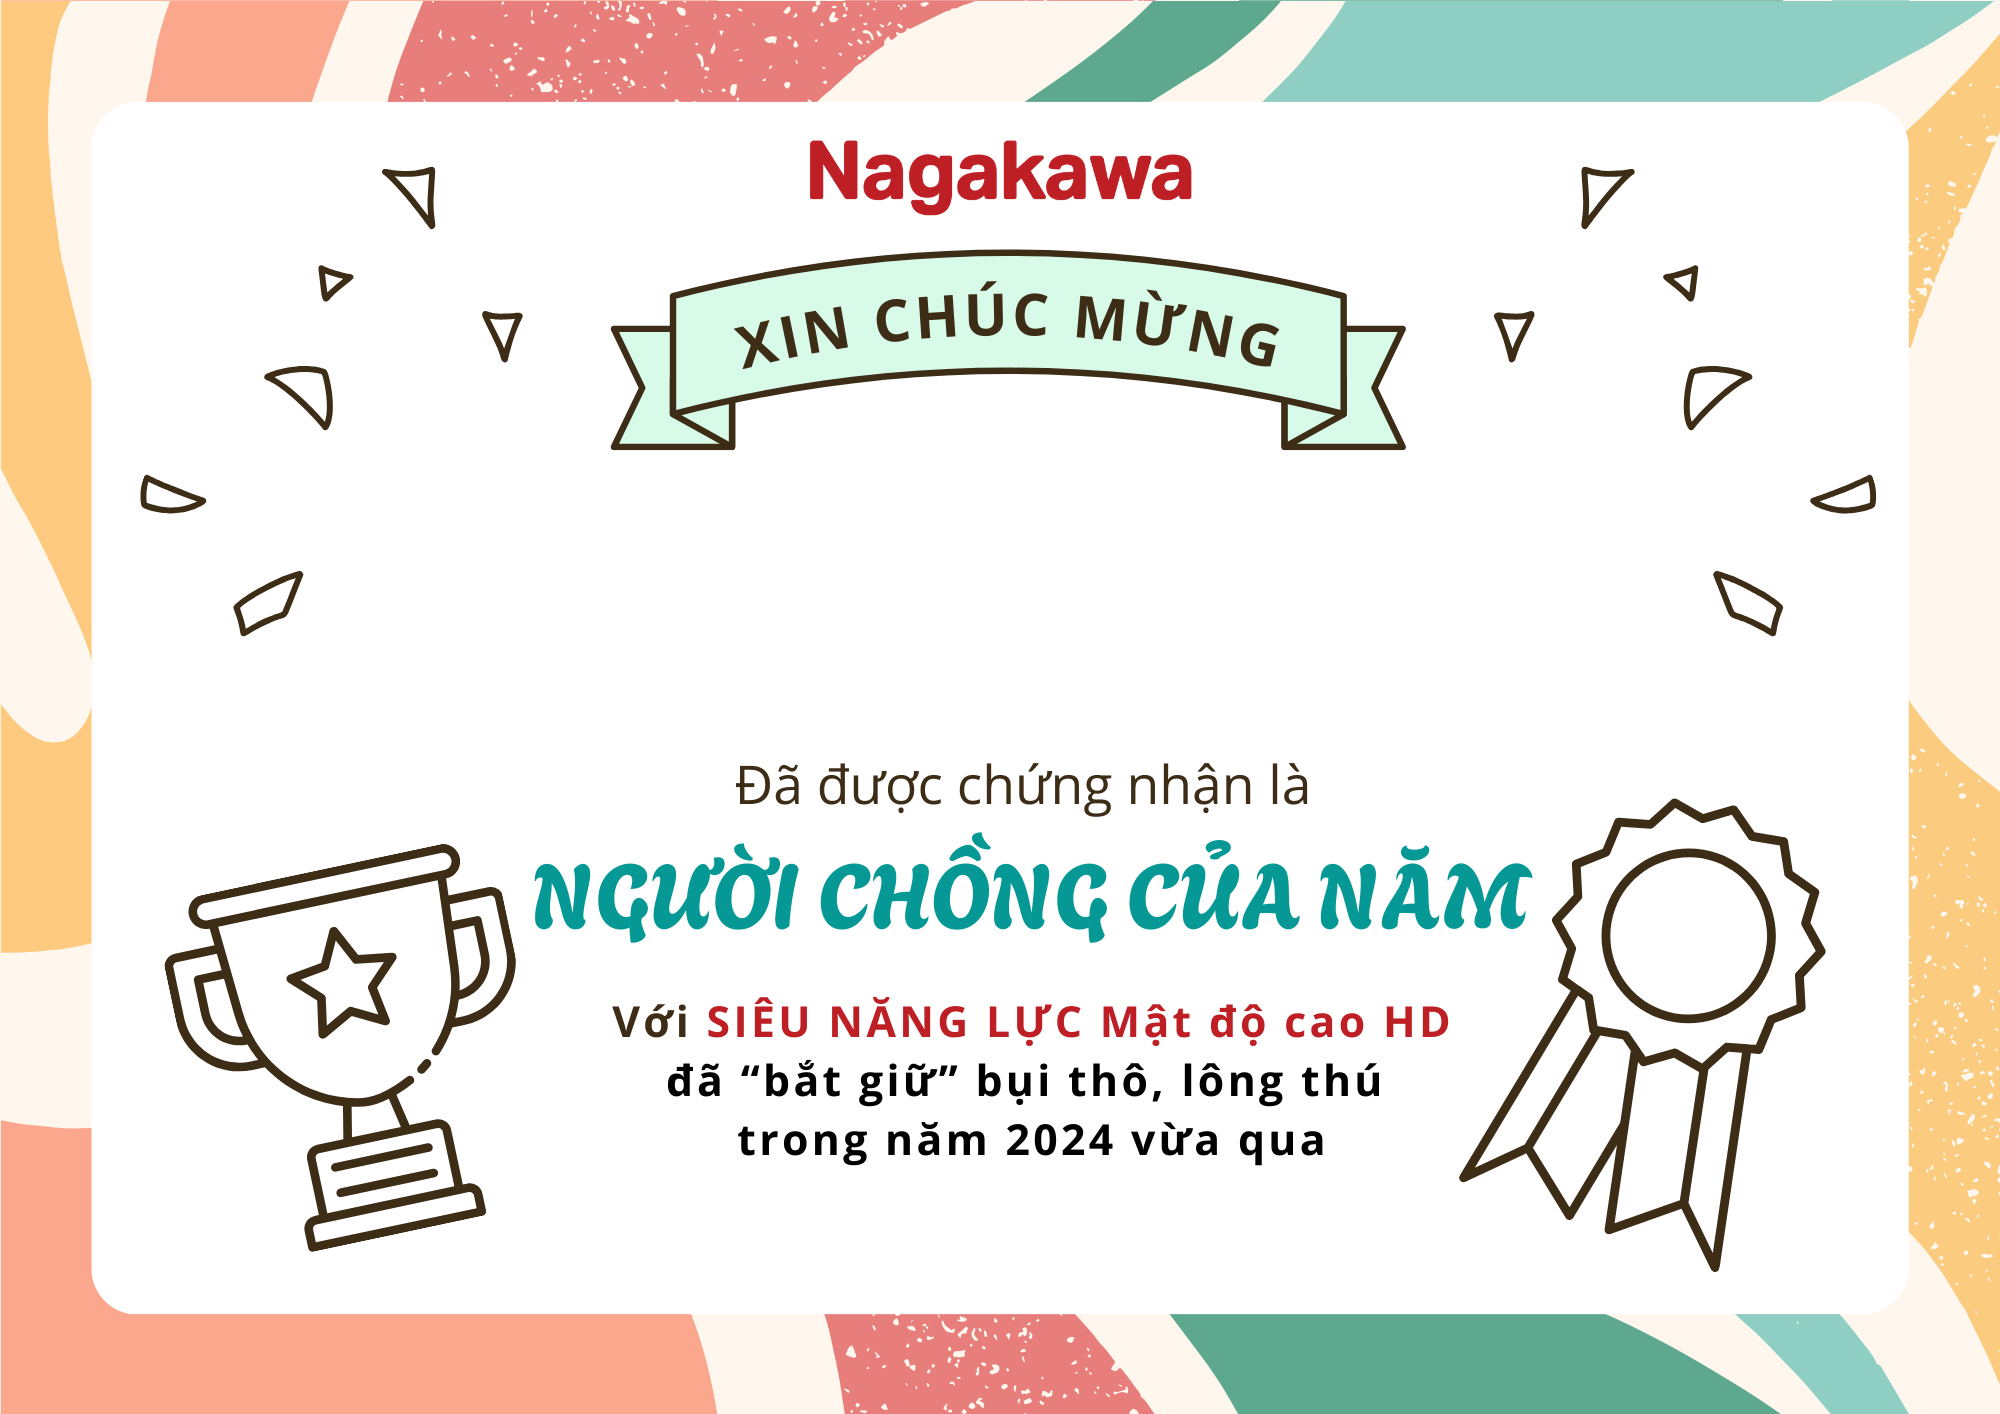 Nagakawa
XIN CHÚC MỪNG
Đã được chứng nhận là
NGƯỜI CHỒNG CỦA NĂM
Với SIÊU NĂNG LỰC Mật độ cao HD
đã “bắt giữ” bụi thô, lông thú
trong năm 2024 vừa qua